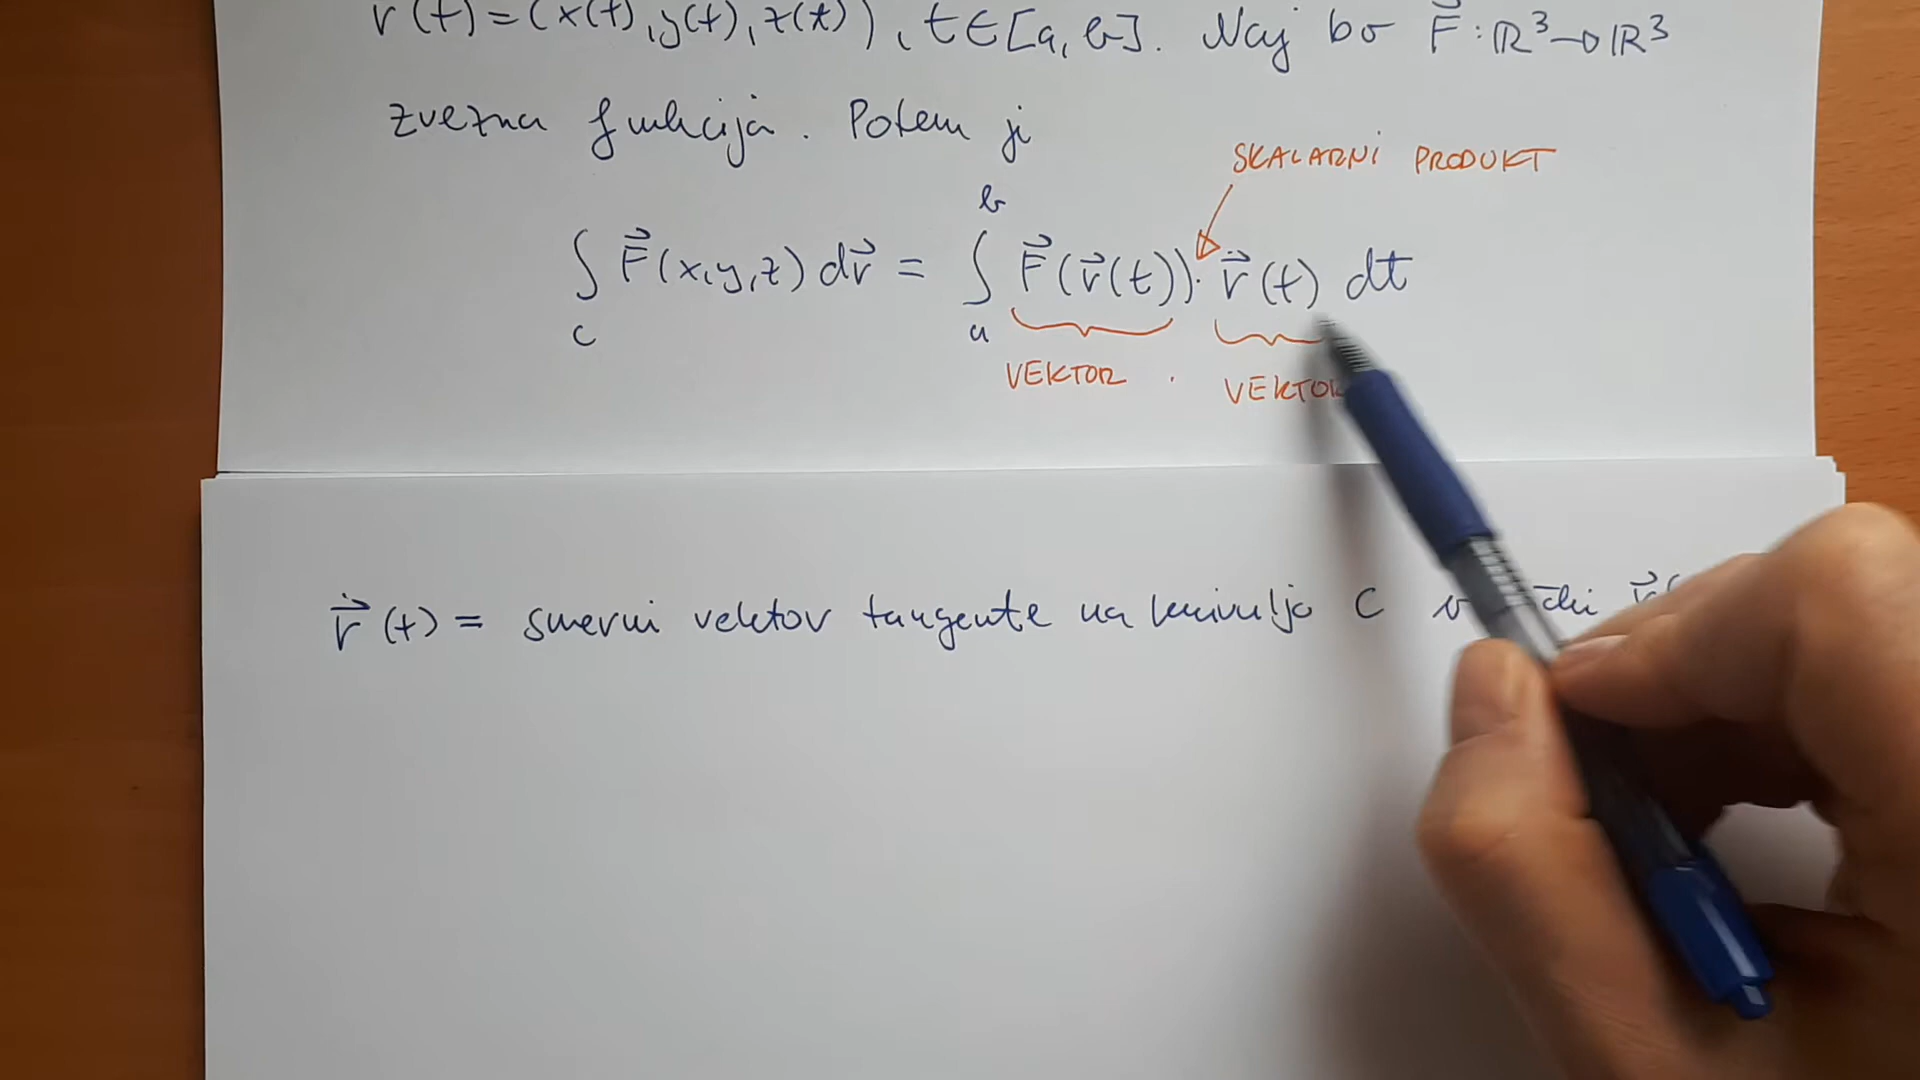 r(t)=(x(t),y(t),z(t)), t∈[a,b]. Naj bo F⃗:ℝ³→ℝ³
zvezna funkcija. Potem je
SKALARNI PRODUKT
∫_C F⃗(x,y,z) dr⃗ = ∫_a^b F⃗(r⃗(t))· r⃗(t) dt
VEKTOR · VEKTOR
ṙ⃗(t) = smerni vektor tangente na krivuljo C v